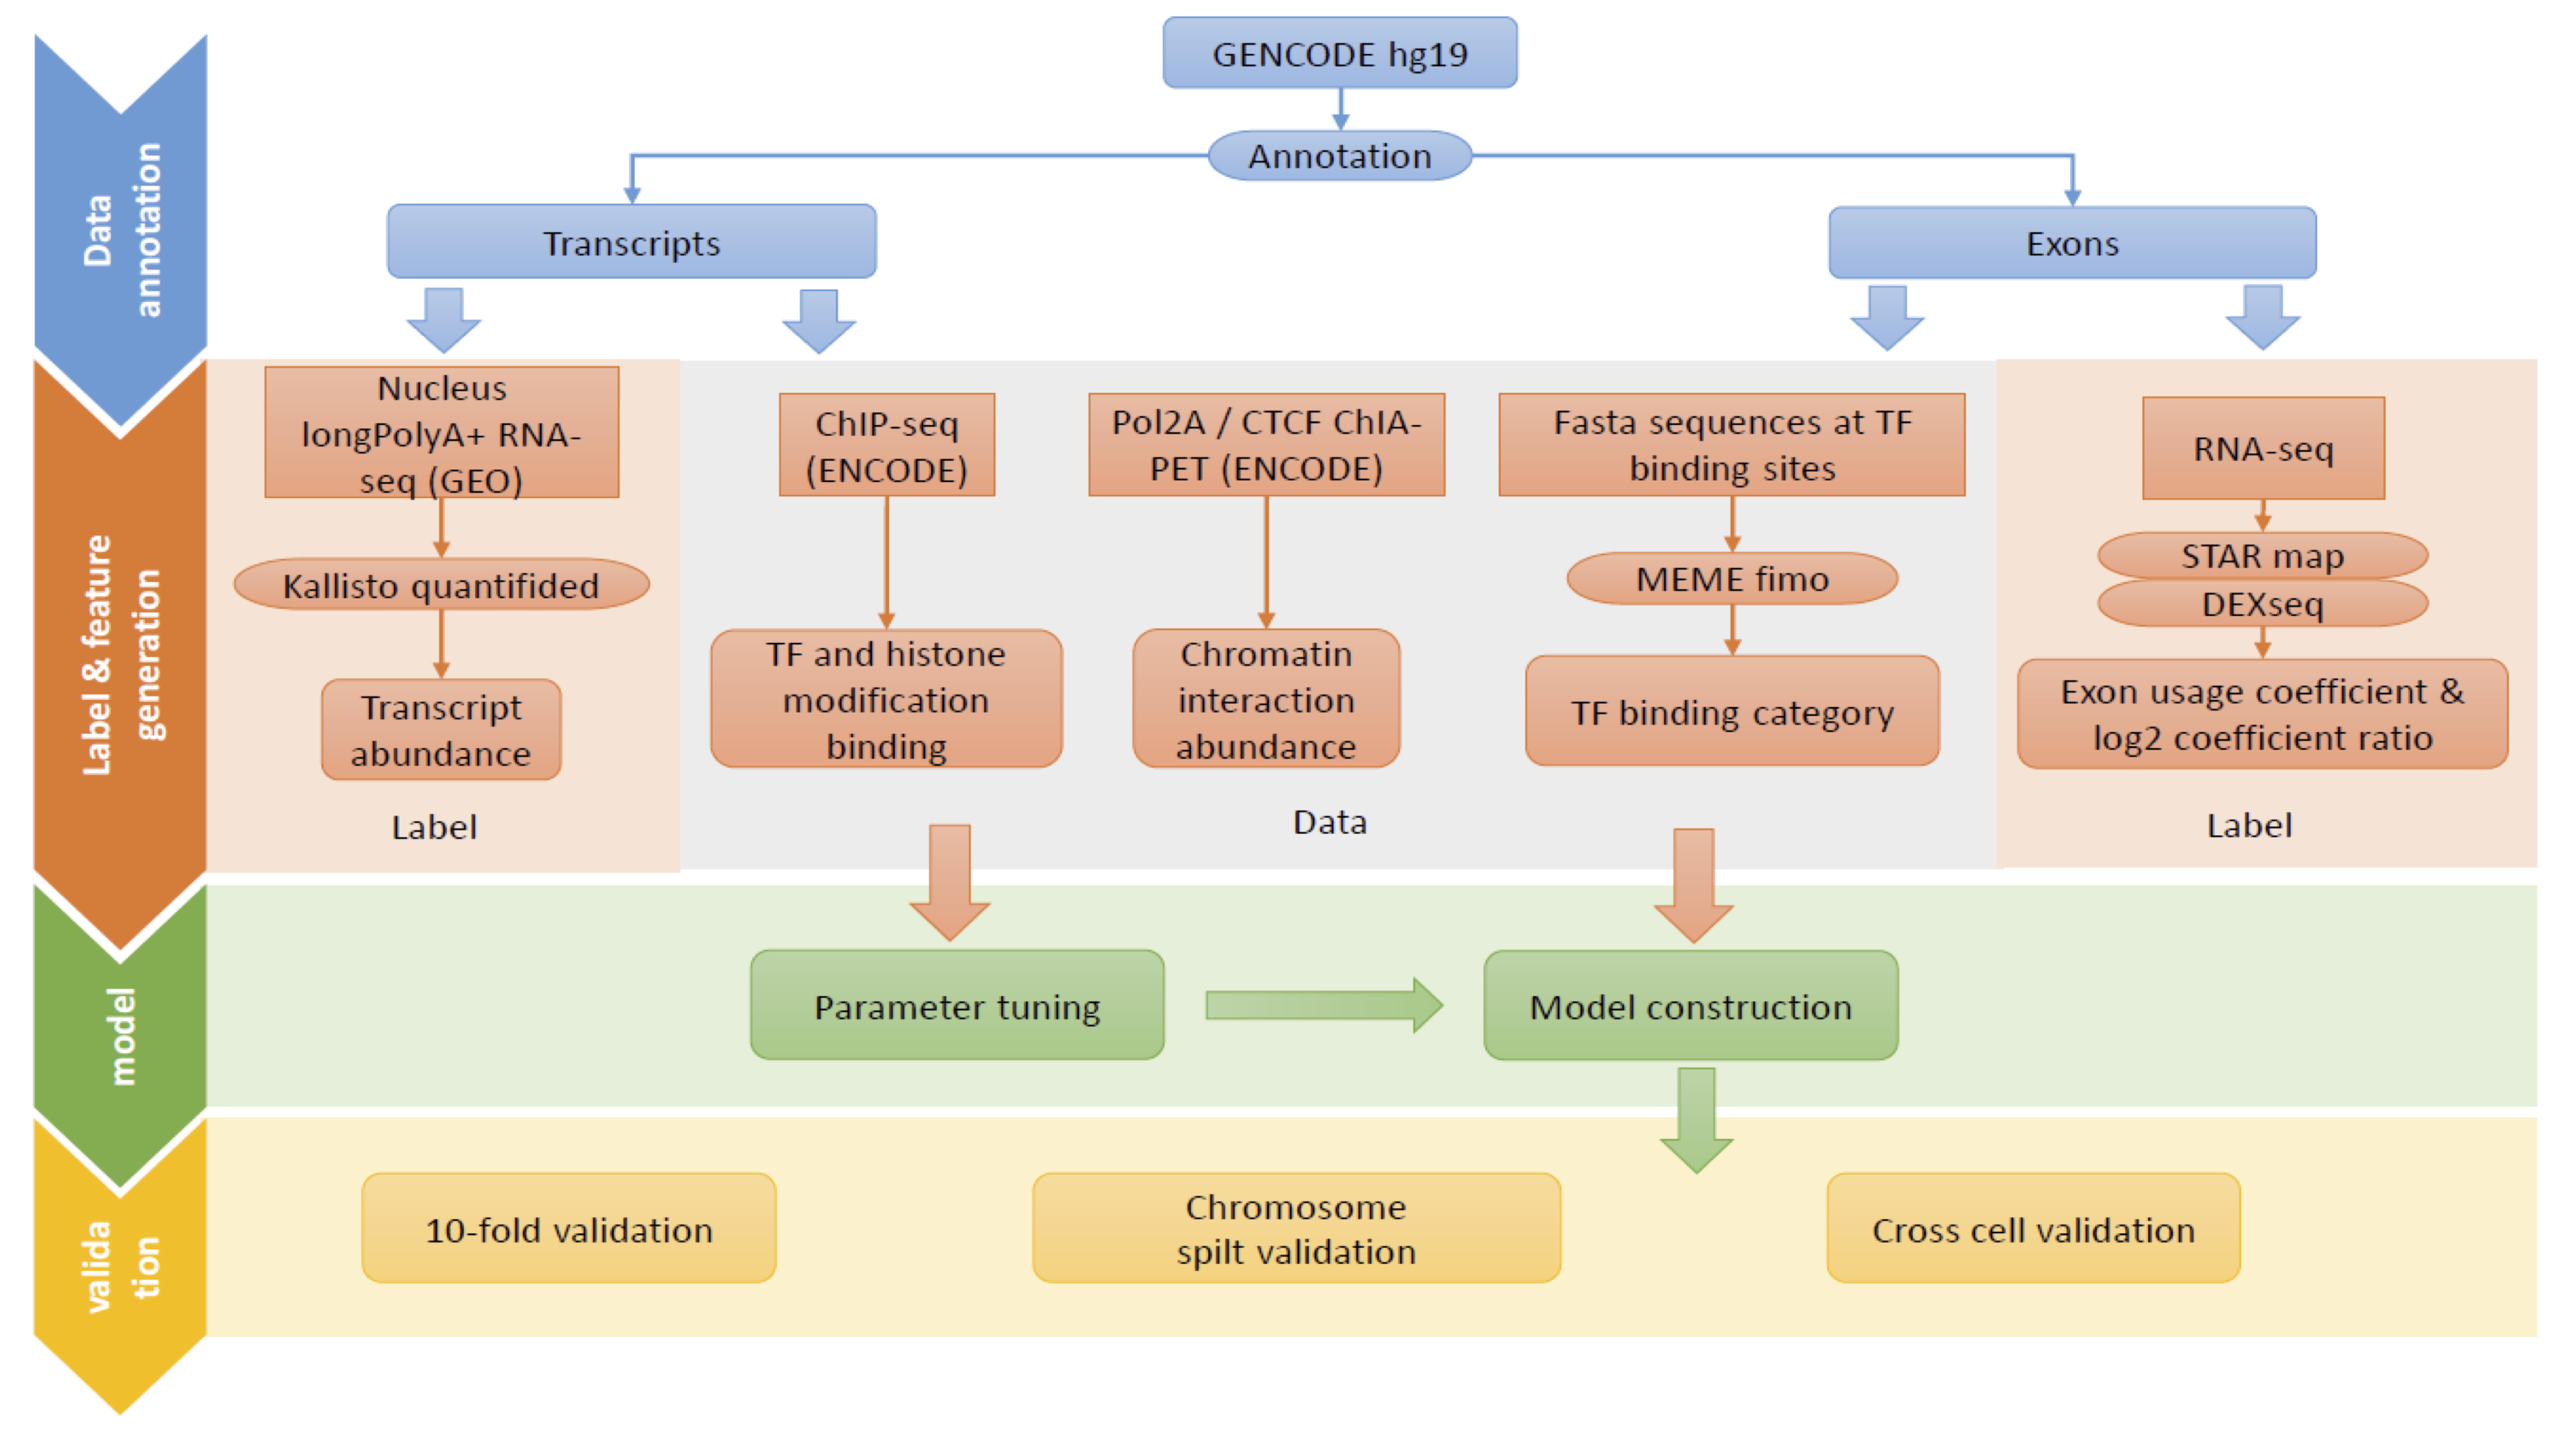 GENCODE hg19
Annotation
Data
annotation
Transcripts
Exons
Label & feature
generation
Nucleus
longPolyA+ RNA-
seq (GEO)
Kallisto quantifided
Transcript
abundance
Label
ChIP-seq
(ENCODE)
TF and histone
modification
binding
Pol2A / CTCF ChIA-
PET (ENCODE)
Chromatin
interaction
abundance
Data
Fasta sequences at TF
binding sites
MEME fimo
TF binding category
RNA-seq
STAR map
DEXseq
Exon usage coefficient &
log2 coefficient ratio
Label
model
Parameter tuning
Model construction
valida
tion
10-fold validation
Chromosome
spilt validation
Cross cell validation